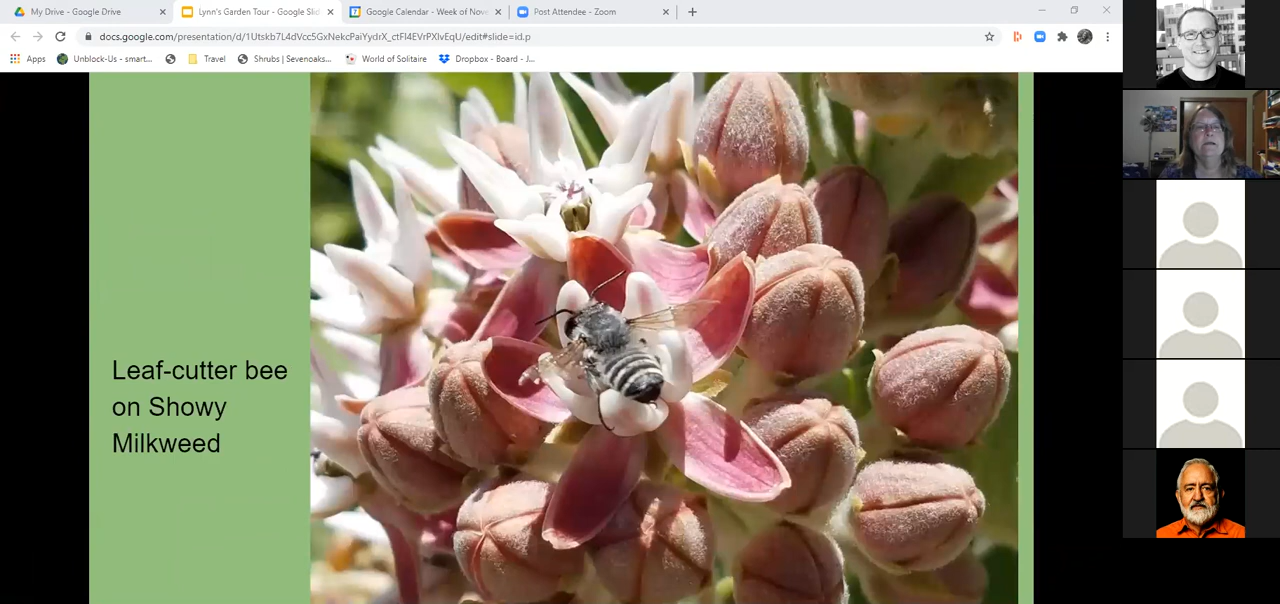 My Drive - Google Drive
Lynn's Garden Tour - Google Slid
Google Calendar - Week of Nove
Post Attendee - Zoom
docs.google.com/presentation/d/1Utskb7L4dVcc5GxNekcPaiYydrX_ctFl4EVrPXlvEqU/edit#slide=id.p
Apps
Unblock-Us - smart...
Travel
Shrubs | Sevenoaks...
World of Solitaire
Dropbox - Board - J...
Leaf-cutter bee
on Showy
Milkweed